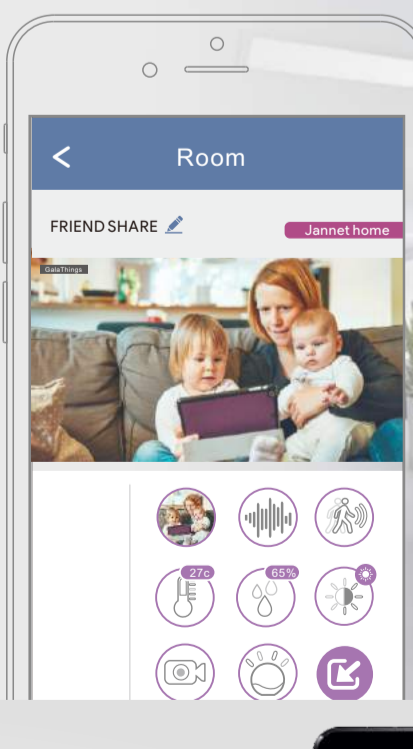 Room
FRIEND SHARE
Jannet home
GalaThings
27c
65%